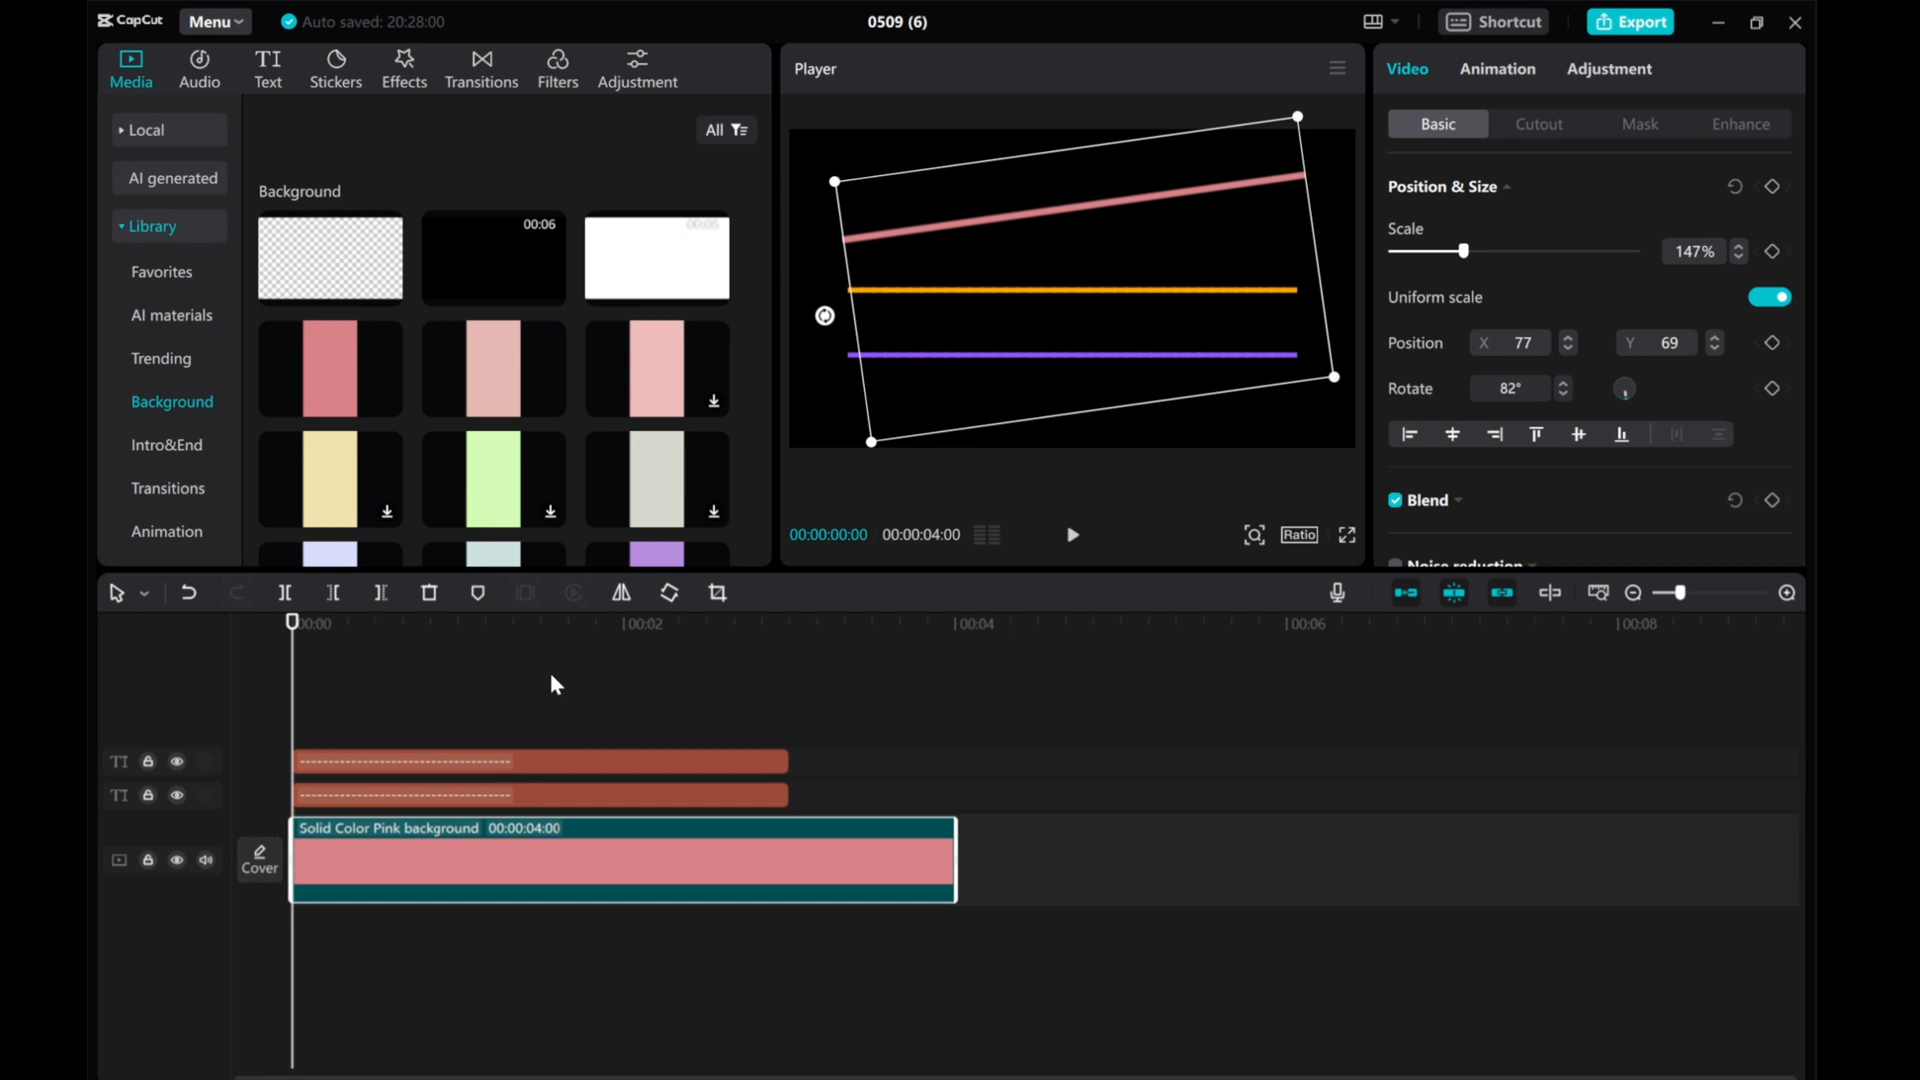 CapCut Menu Auto saved: 20:28:00 0509 (6) Shortcut Export
Media Audio Text Stickers Effects Transitions Filters Adjustment
Player
Video Animation Adjustment
Local
All
Basic Cutout Mask Enhance
AI generated
Background
Position & Size
Library
00:06
Scale
147%
Favorites
Uniform scale
AI materials
Position X 77 Y 69
Trending
Rotate 82°
Background
Intro&End
Transitions
Blend
Animation
00:00:00:00 00:00:04:00 Ratio
Noise reduction
00:00 00:02 00:04 00:06 00:08
TI
TI
Solid Color Pink background 00:00:04:00
Cover